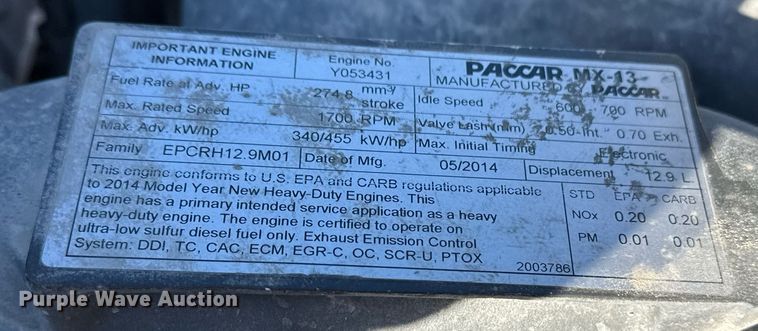 IMPORTANT ENGINE INFORMATION
Engine No. Y053431
PACCAR MX-13
MANUFACTURED BY PACCAR
Fuel Rate at Adv. HP 274.8 mm³ stroke
Idle Speed 600 - 700 RPM
Max. Rated Speed 1700 RPM
Valve Lash(mm) 0.50-Int. 0.70 Exh.
Max. Adv. kW/hp 340/455 kW/hp
Max. Initial Timing Electronic
Family EPCRH12.9M01 Date of Mfg. 05/2014 Displacement 12.9 L
This engine conforms to U.S. EPA and CARB regulations applicable
to 2014 Model Year New Heavy-Duty Engines. This
engine has a primary intended service application as a heavy
heavy-duty engine. The engine is certified to operate on
ultra-low sulfur diesel fuel only. Exhaust Emission Control
System: DDI, TC, CAC, ECM, EGR-C, OC, SCR-U, PTOX
STD EPA CARB
NOx 0.20 0.20
PM 0.01 0.01
2003786
Purple Wave Auction